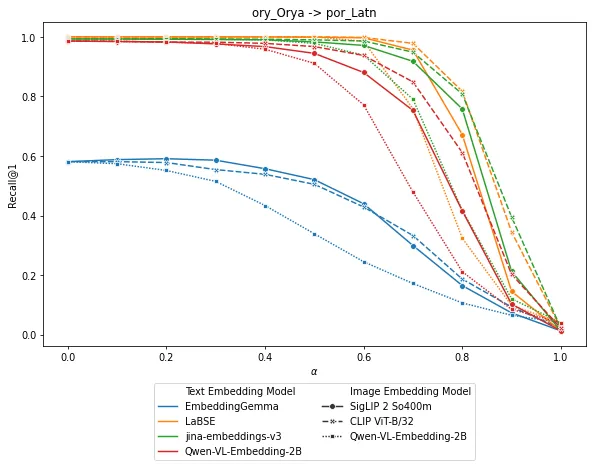 ory_Orya -> por_Latn
1.0
0.8
0.6
0.4
0.2
0.0
Recall@1
0.0 0.2 0.4 0.6 0.8 1.0
α
Text Embedding Model Image Embedding Model
EmbeddingGemma SigLIP 2 So400m
LaBSE CLIP ViT-B/32
jina-embeddings-v3 Qwen-VL-Embedding-2B
Qwen-VL-Embedding-2B